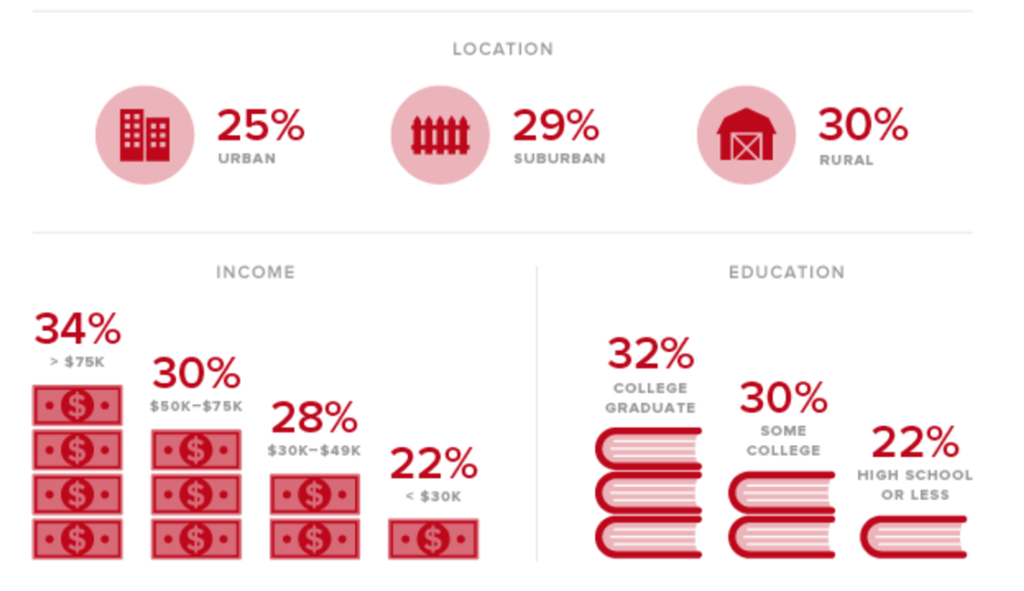 LOCATION
25%
URBAN
29%
SUBURBAN
30%
RURAL
INCOME
34%
> $75K
30%
$50K–$75K
28%
$30K–$49K
22%
< $30K
$
$
$
$
$
$
$
$
$
$
EDUCATION
32%
COLLEGE
GRADUATE
30%
SOME
COLLEGE
22%
HIGH SCHOOL
OR LESS